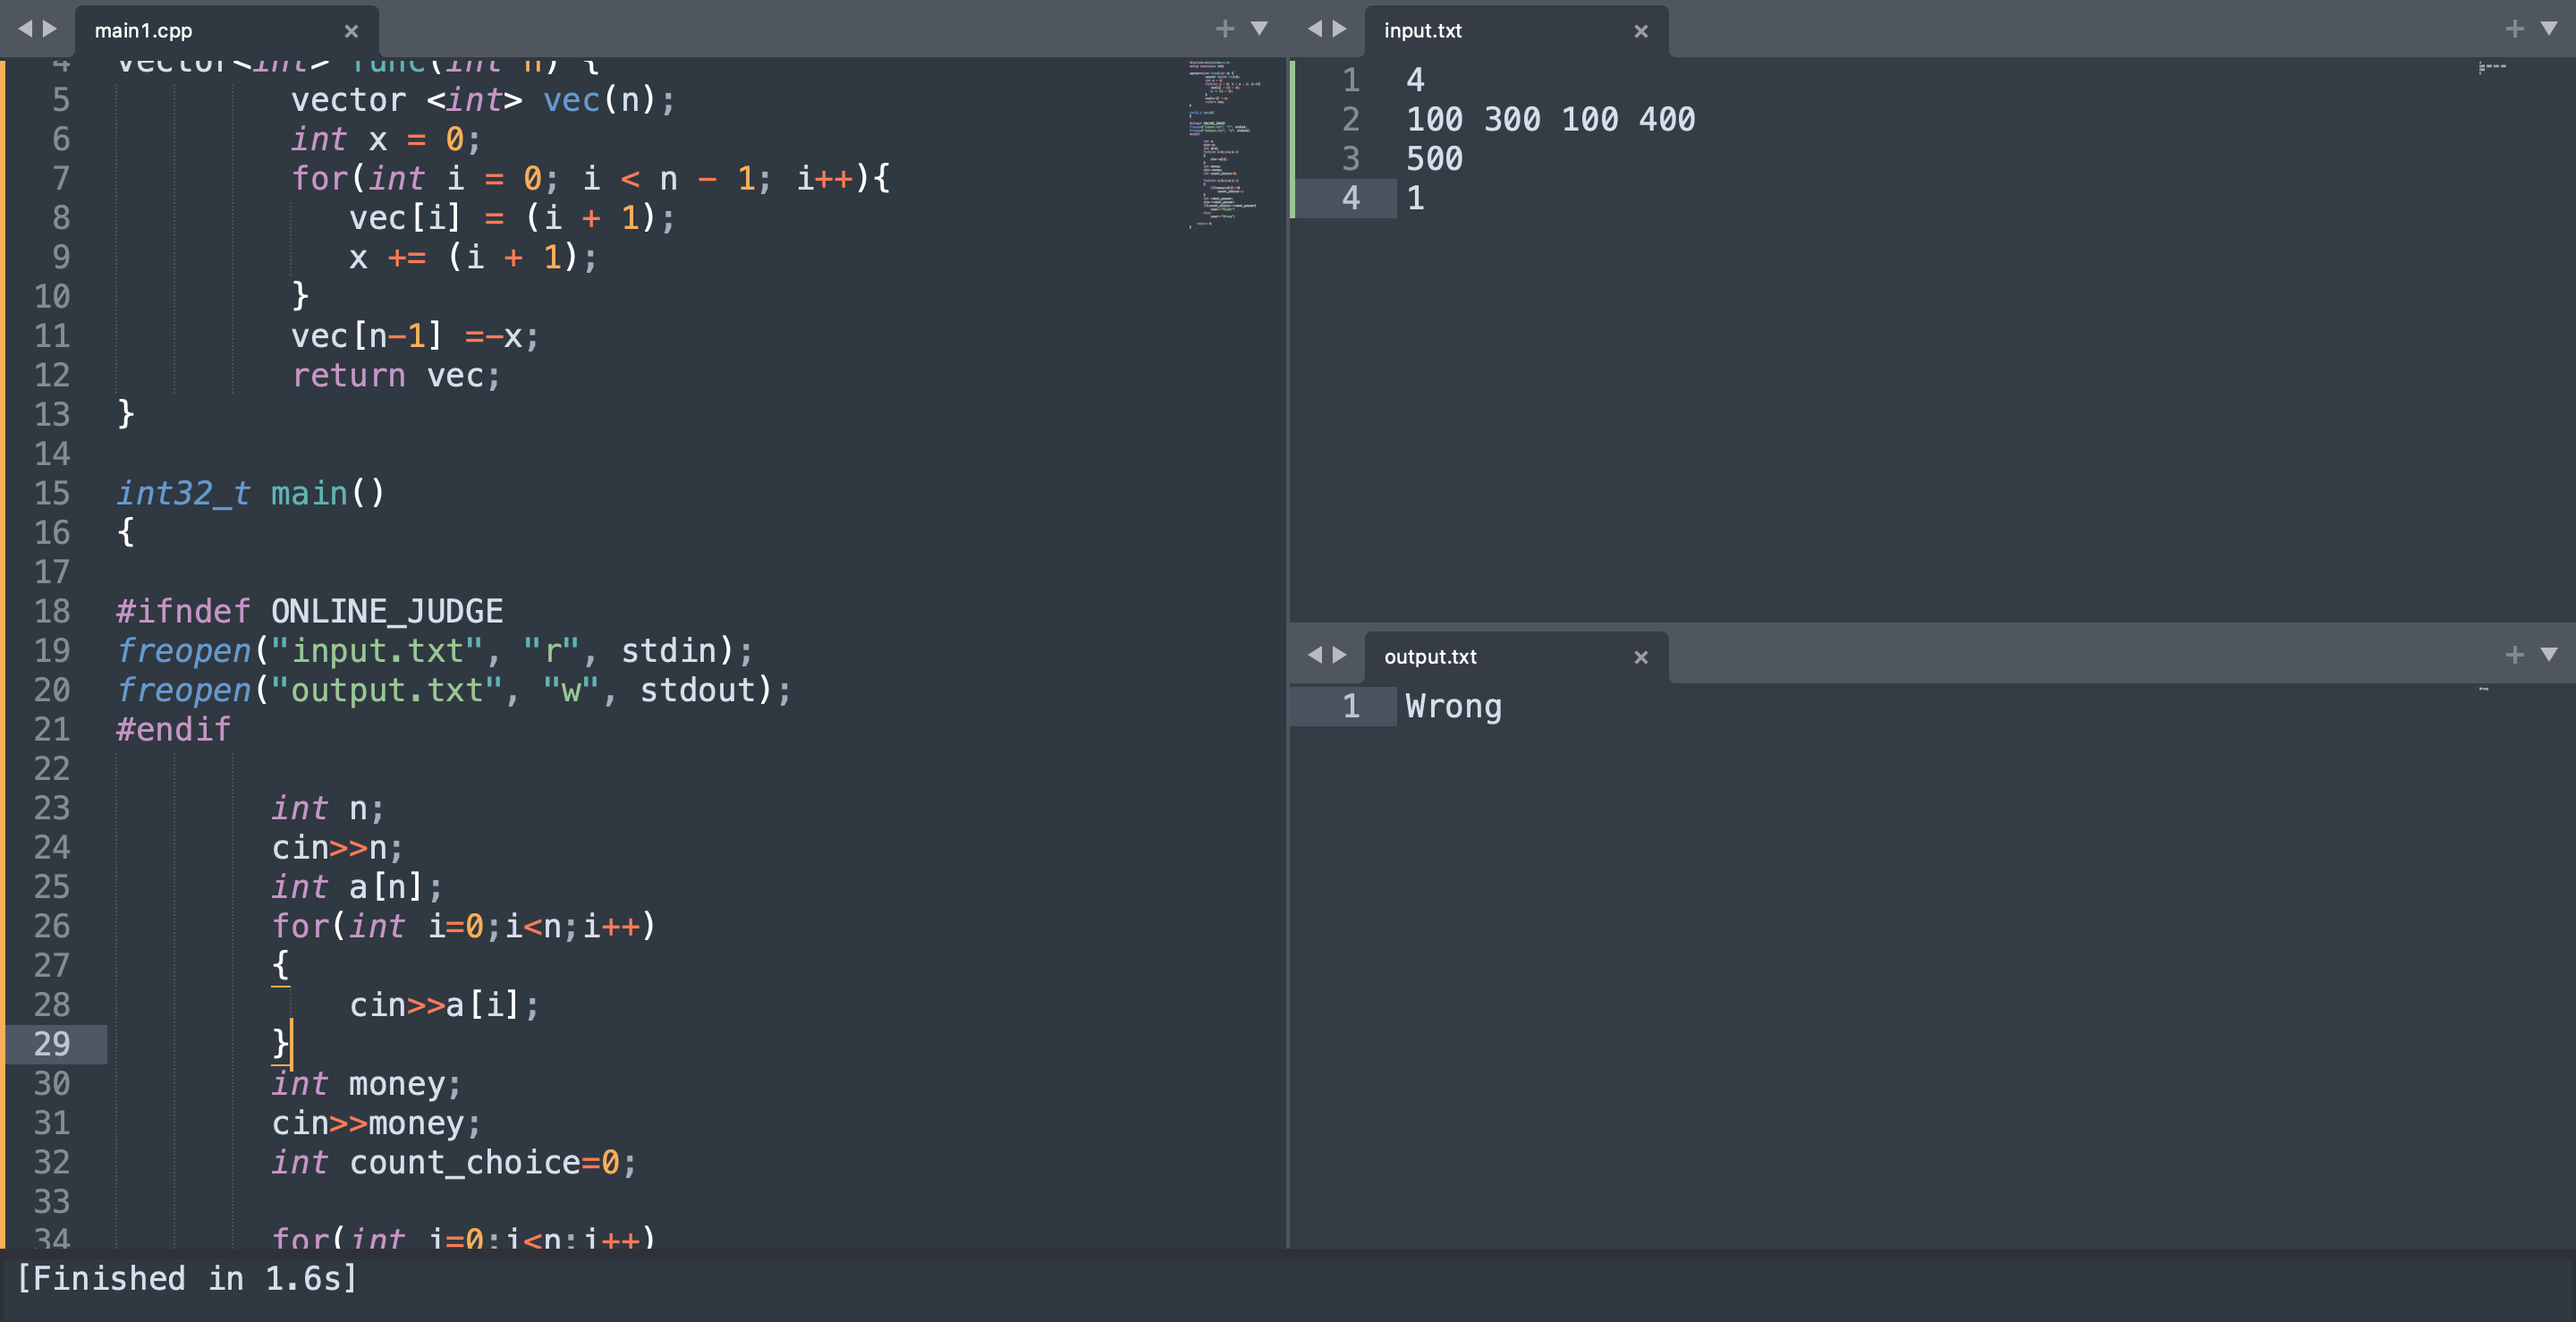 main1.cpp
4 vector<int> func(int n) {
5 vector <int> vec(n);
6 int x = 0;
7 for(int i = 0; i < n - 1; i++){
8 vec[i] = (i + 1);
9 x += (i + 1);
10 }
11 vec[n-1] =-x;
12 return vec;
13 }
14
15 int32_t main()
16 {
17
18 #ifndef ONLINE_JUDGE
19 freopen("input.txt", "r", stdin);
20 freopen("output.txt", "w", stdout);
21 #endif
22
23 int n;
24 cin>>n;
25 int a[n];
26 for(int i=0;i<n;i++)
27 {
28 cin>>a[i];
29 }
30 int money;
31 cin>>money;
32 int count_choice=0;
33
34 for(int i=0;i<n;i++)
input.txt
1 4
2 100 300 100 400
3 500
4 1
output.txt
1 Wrong
[Finished in 1.6s]